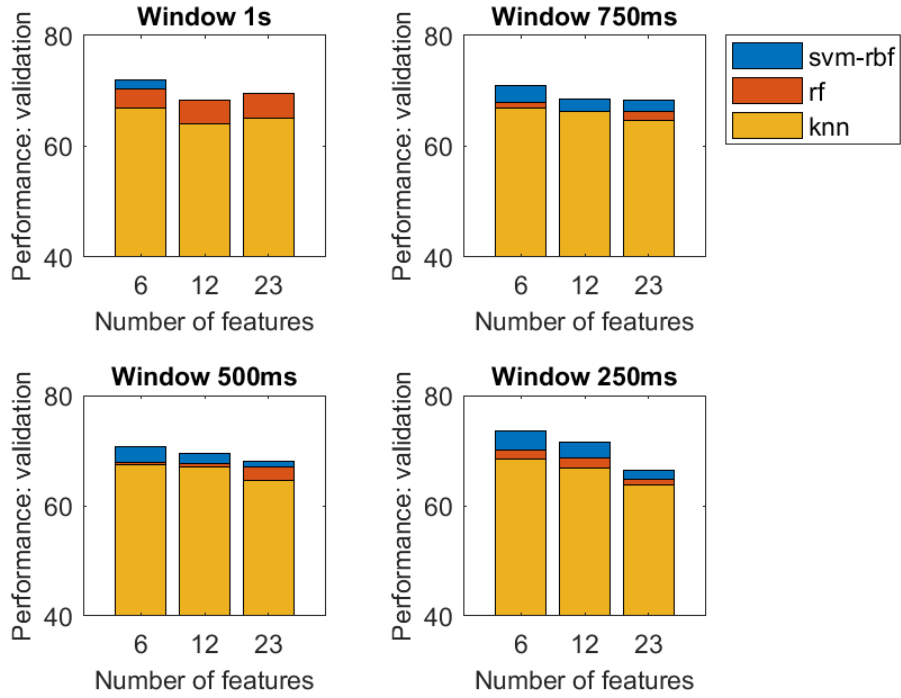 Window 1s
Performance: validation
80
60
40
6 12 23
Number of features
Window 750ms
Performance: validation
80
60
40
6 12 23
Number of features
svm-rbf
rf
knn
Window 500ms
Performance: validation
80
60
40
6 12 23
Number of features
Window 250ms
Performance: validation
80
60
40
6 12 23
Number of features